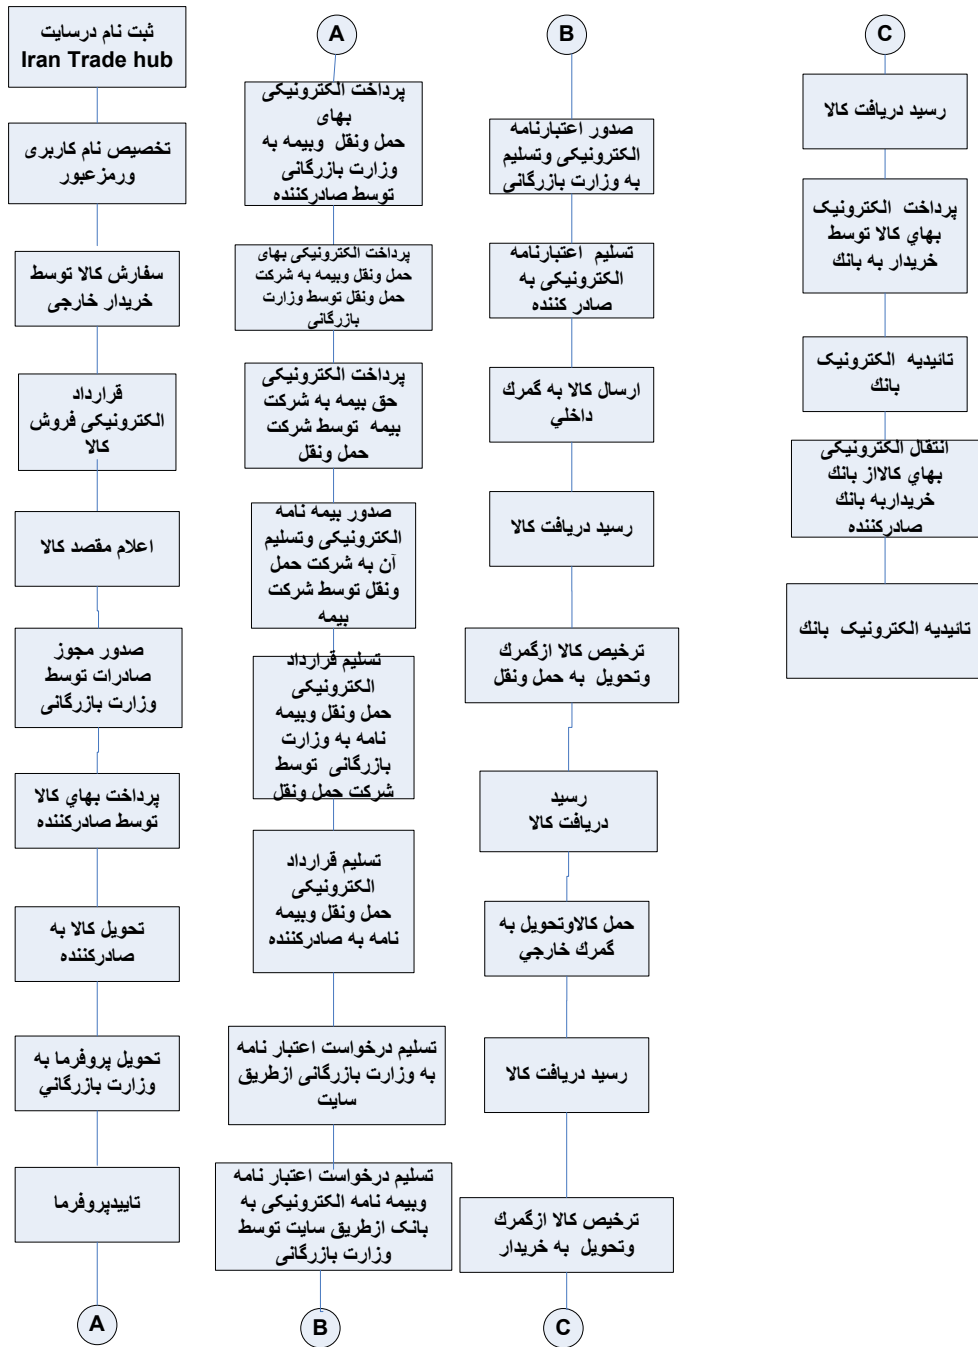 ثبت نام درسایت
Iran Trade hub
تخصیص نام کاربری
ورمزعبور
سفارش کالا توسط
خریدار خارجی
قرارداد
الکترونیکی فروش
کالا
اعلام مقصد کالا
صدور مجوز
صادرات توسط
وزارت بازرگانی
پرداخت بهاي کالا
توسط صادرکننده
تحویل کالا به
صادرکننده
تحویل پروفرما به
وزارت بازرگاني
تاییدپروفرما
A
A
پرداخت الکترونیکی
بهای
حمل ونقل وبیمه به
وزارت بازرگانی
توسط صادرکننده
پرداخت الکترونیکی بهای
حمل ونقل وبیمه به شرکت
حمل ونقل توسط وزارت
بازرگانی
پرداخت الکترونیکی
حق بیمه به شرکت
بیمه توسط شرکت
حمل ونقل
صدور بیمه نامه
الکترونیکی وتسلیم
آن به شرکت حمل
ونقل توسط شرکت
بیمه
تسلیم قرارداد
الکترونیکی
حمل ونقل وبیمه
نامه به وزارت
بازرگانی توسط
شرکت حمل ونقل
تسلیم قرارداد
الکترونیکی
حمل ونقل وبیمه
نامه به صادرکننده
تسلیم درخواست اعتبار نامه
به وزارت بازرگانی ازطریق
سایت
تسلیم درخواست اعتبار نامه
وبیمه نامه الکترونیکی به
بانک ازطریق سایت توسط
وزارت بازرگانی
B
B
صدور اعتبارنامه
الکترونیکی وتسلیم
به وزارت بازرگانی
تسلیم اعتبارنامه
الکترونیکی به
صادر کننده
ارسال کالا به گمرك
داخلي
رسید دریافت کالا
ترخیص کالا ازگمرك
وتحویل به حمل ونقل
رسید
دریافت کالا
حمل کالاوتحویل به
گمرك خارجي
رسید دریافت کالا
ترخیص کالا ازگمرك
وتحویل به خریدار
C
C
رسید دریافت کالا
پرداخت الکترونیک
بهاي کالا توسط
خریدار به بانك
تائیدیه الکترونیک
بانك
انتقال الکترونیکی
بهاي کالااز بانك
خریداربه بانك
صادرکننده
تائیدیه الکترونیک بانك